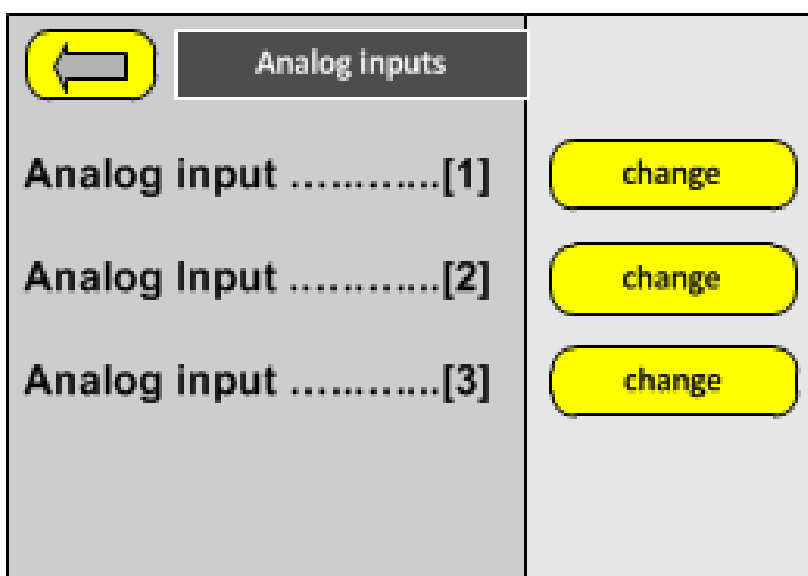 Analog inputs
Analog input ............[1]
change
Analog Input ............[2]
change
Analog input ............[3]
change